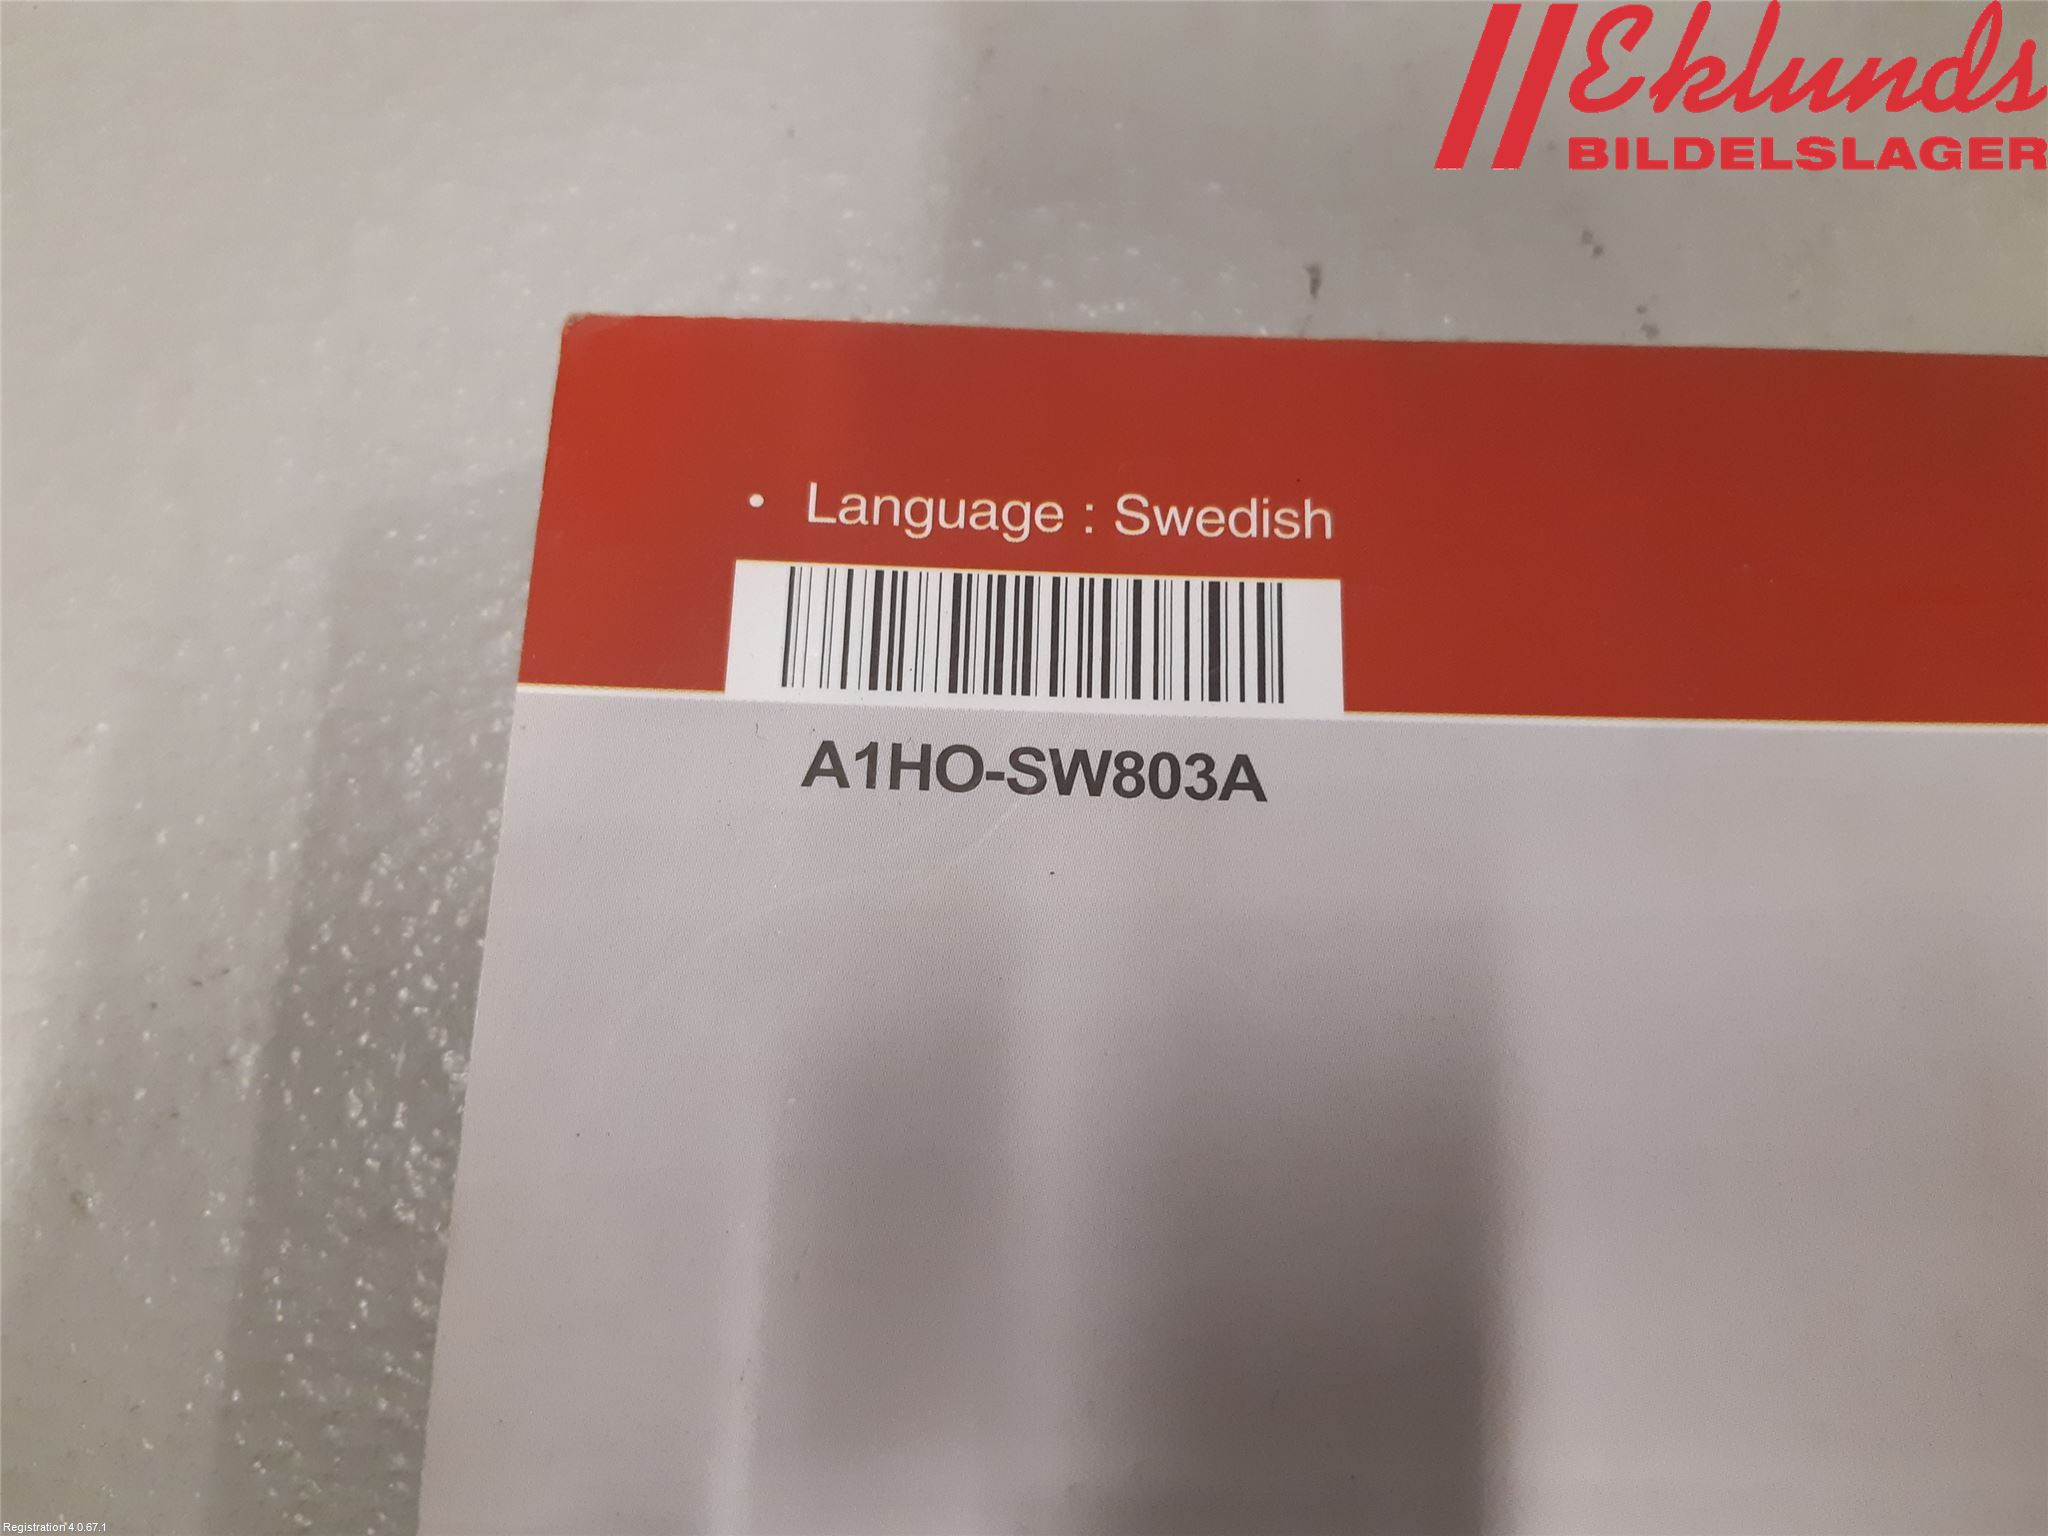 Eklunds
BILDELSLAGER
• Language : Swedish
A1HO-SW803A
Registration 4.0.67.1